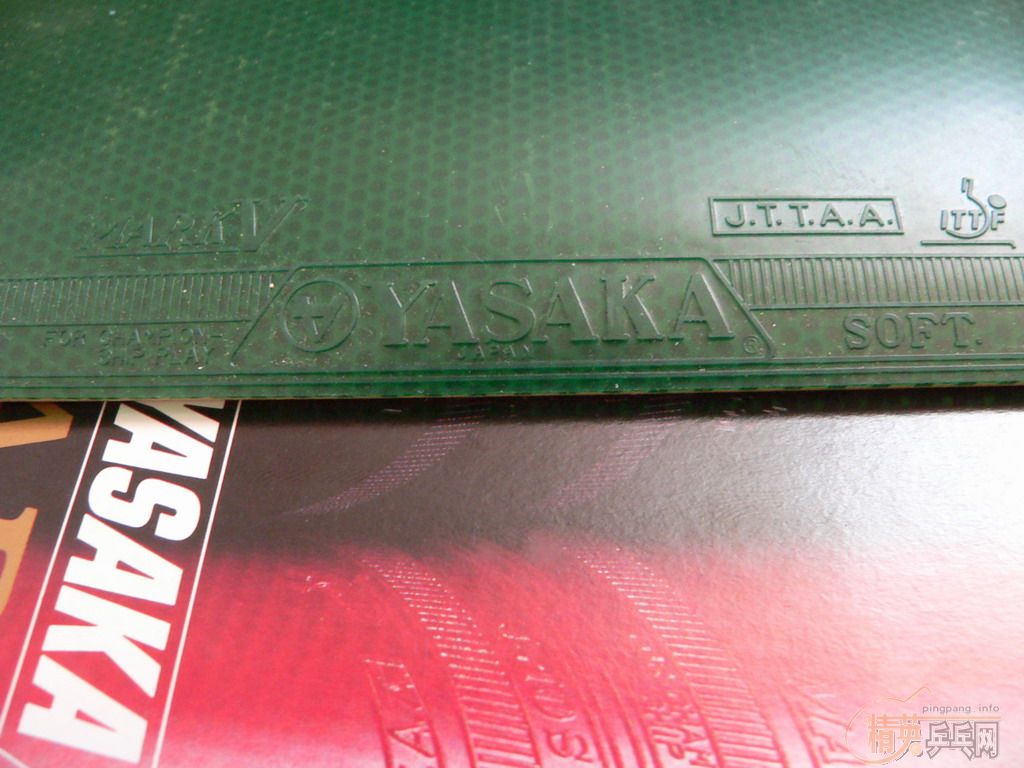 MARK V
J.T.T.A.A.
ITTF
YASAKA
JAPAN
©
FOR CHAMPION-
SHIP PLAY
SOFT.
YASAKA
pingpang.info
精英乒乓网